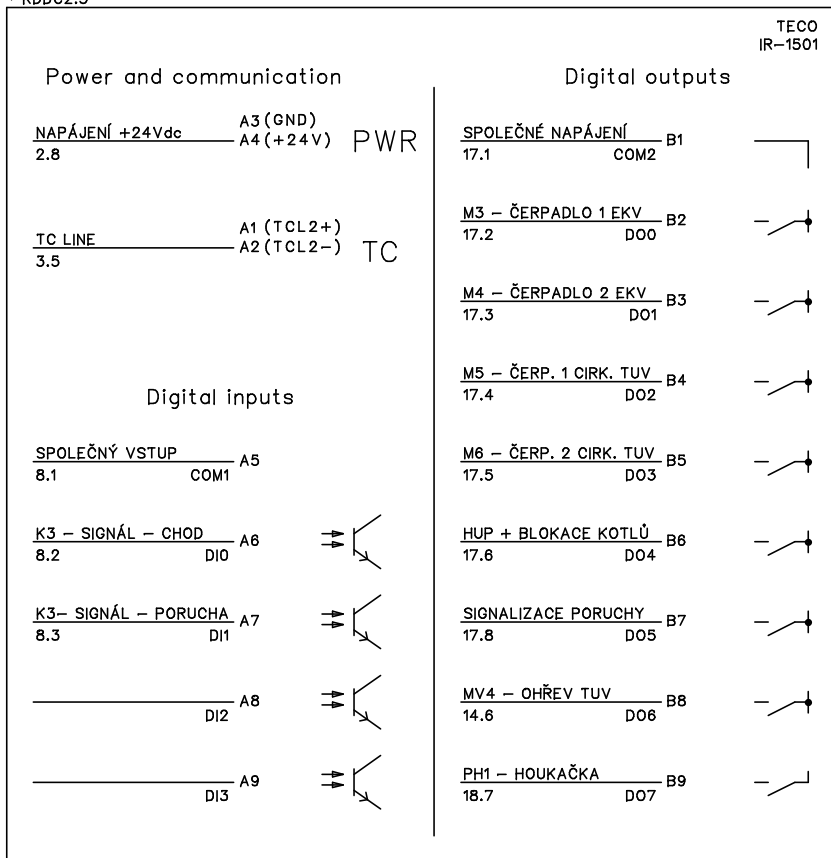 TECO
IR-1501
Power and communication
NAPÁJENÍ +24Vdc
2.8
A3(GND)
A4(+24V)
PWR
TC LINE
3.5
A1 (TCL2+)
A2(TCL2-)
TC
Digital inputs
SPOLEČNÝ VSTUP
A5
8.1
COM1
K3 - SIGNÁL - CHOD
A6
8.2
DI0
K3- SIGNÁL - PORUCHA
A7
8.3
DI1
A8
DI2
A9
DI3
Digital outputs
SPOLEČNÉ NAPÁJENÍ
B1
17.1
COM2
M3 - ČERPADLO 1 EKV
B2
17.2
DO0
M4 - ČERPADLO 2 EKV
B3
17.3
DO1
M5 - ČERP. 1 CIRK. TUV
B4
17.4
DO2
M6 - ČERP. 2 CIRK. TUV
B5
17.5
DO3
HUP + BLOKACE KOTLŮ
B6
17.6
DO4
SIGNALIZACE PORUCHY
B7
17.8
DO5
MV4 - OHŘEV TUV
B8
14.6
DO6
PH1 - HOUKAČKA
B9
18.7
DO7